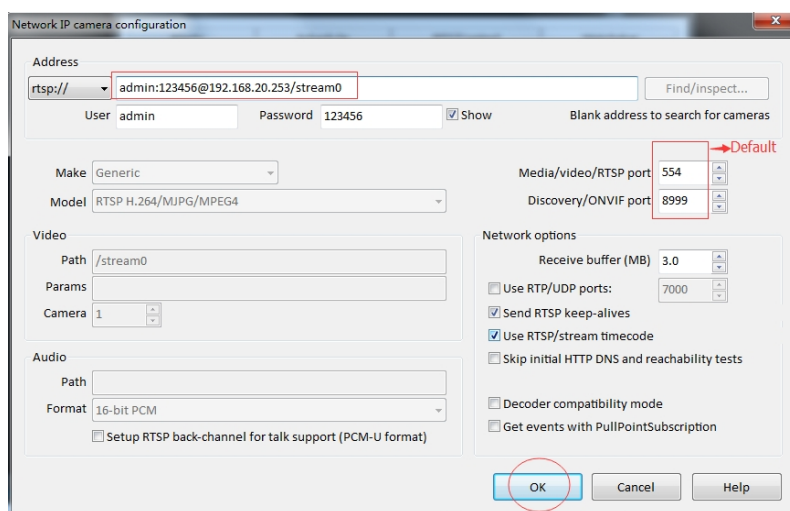 Network IP camera configuration
Address
rtsp:// admin:123456@192.168.20.253/stream0 Find/inspect...
User admin Password 123456 Show Blank address to search for cameras
Default
Make Generic Media/video/RTSP port 554
Model RTSP H.264/MJPG/MPEG4 Discovery/ONVIF port 8999
Video Network options
Path /stream0 Receive buffer (MB) 3.0
Params Use RTP/UDP ports: 7000
Camera 1 Send RTSP keep-alives
Use RTSP/stream timecode
Audio Skip initial HTTP DNS and reachability tests
Path
Format 16-bit PCM Decoder compatibility mode
Setup RTSP back-channel for talk support (PCM-U format) Get events with PullPointSubscription
OK Cancel Help